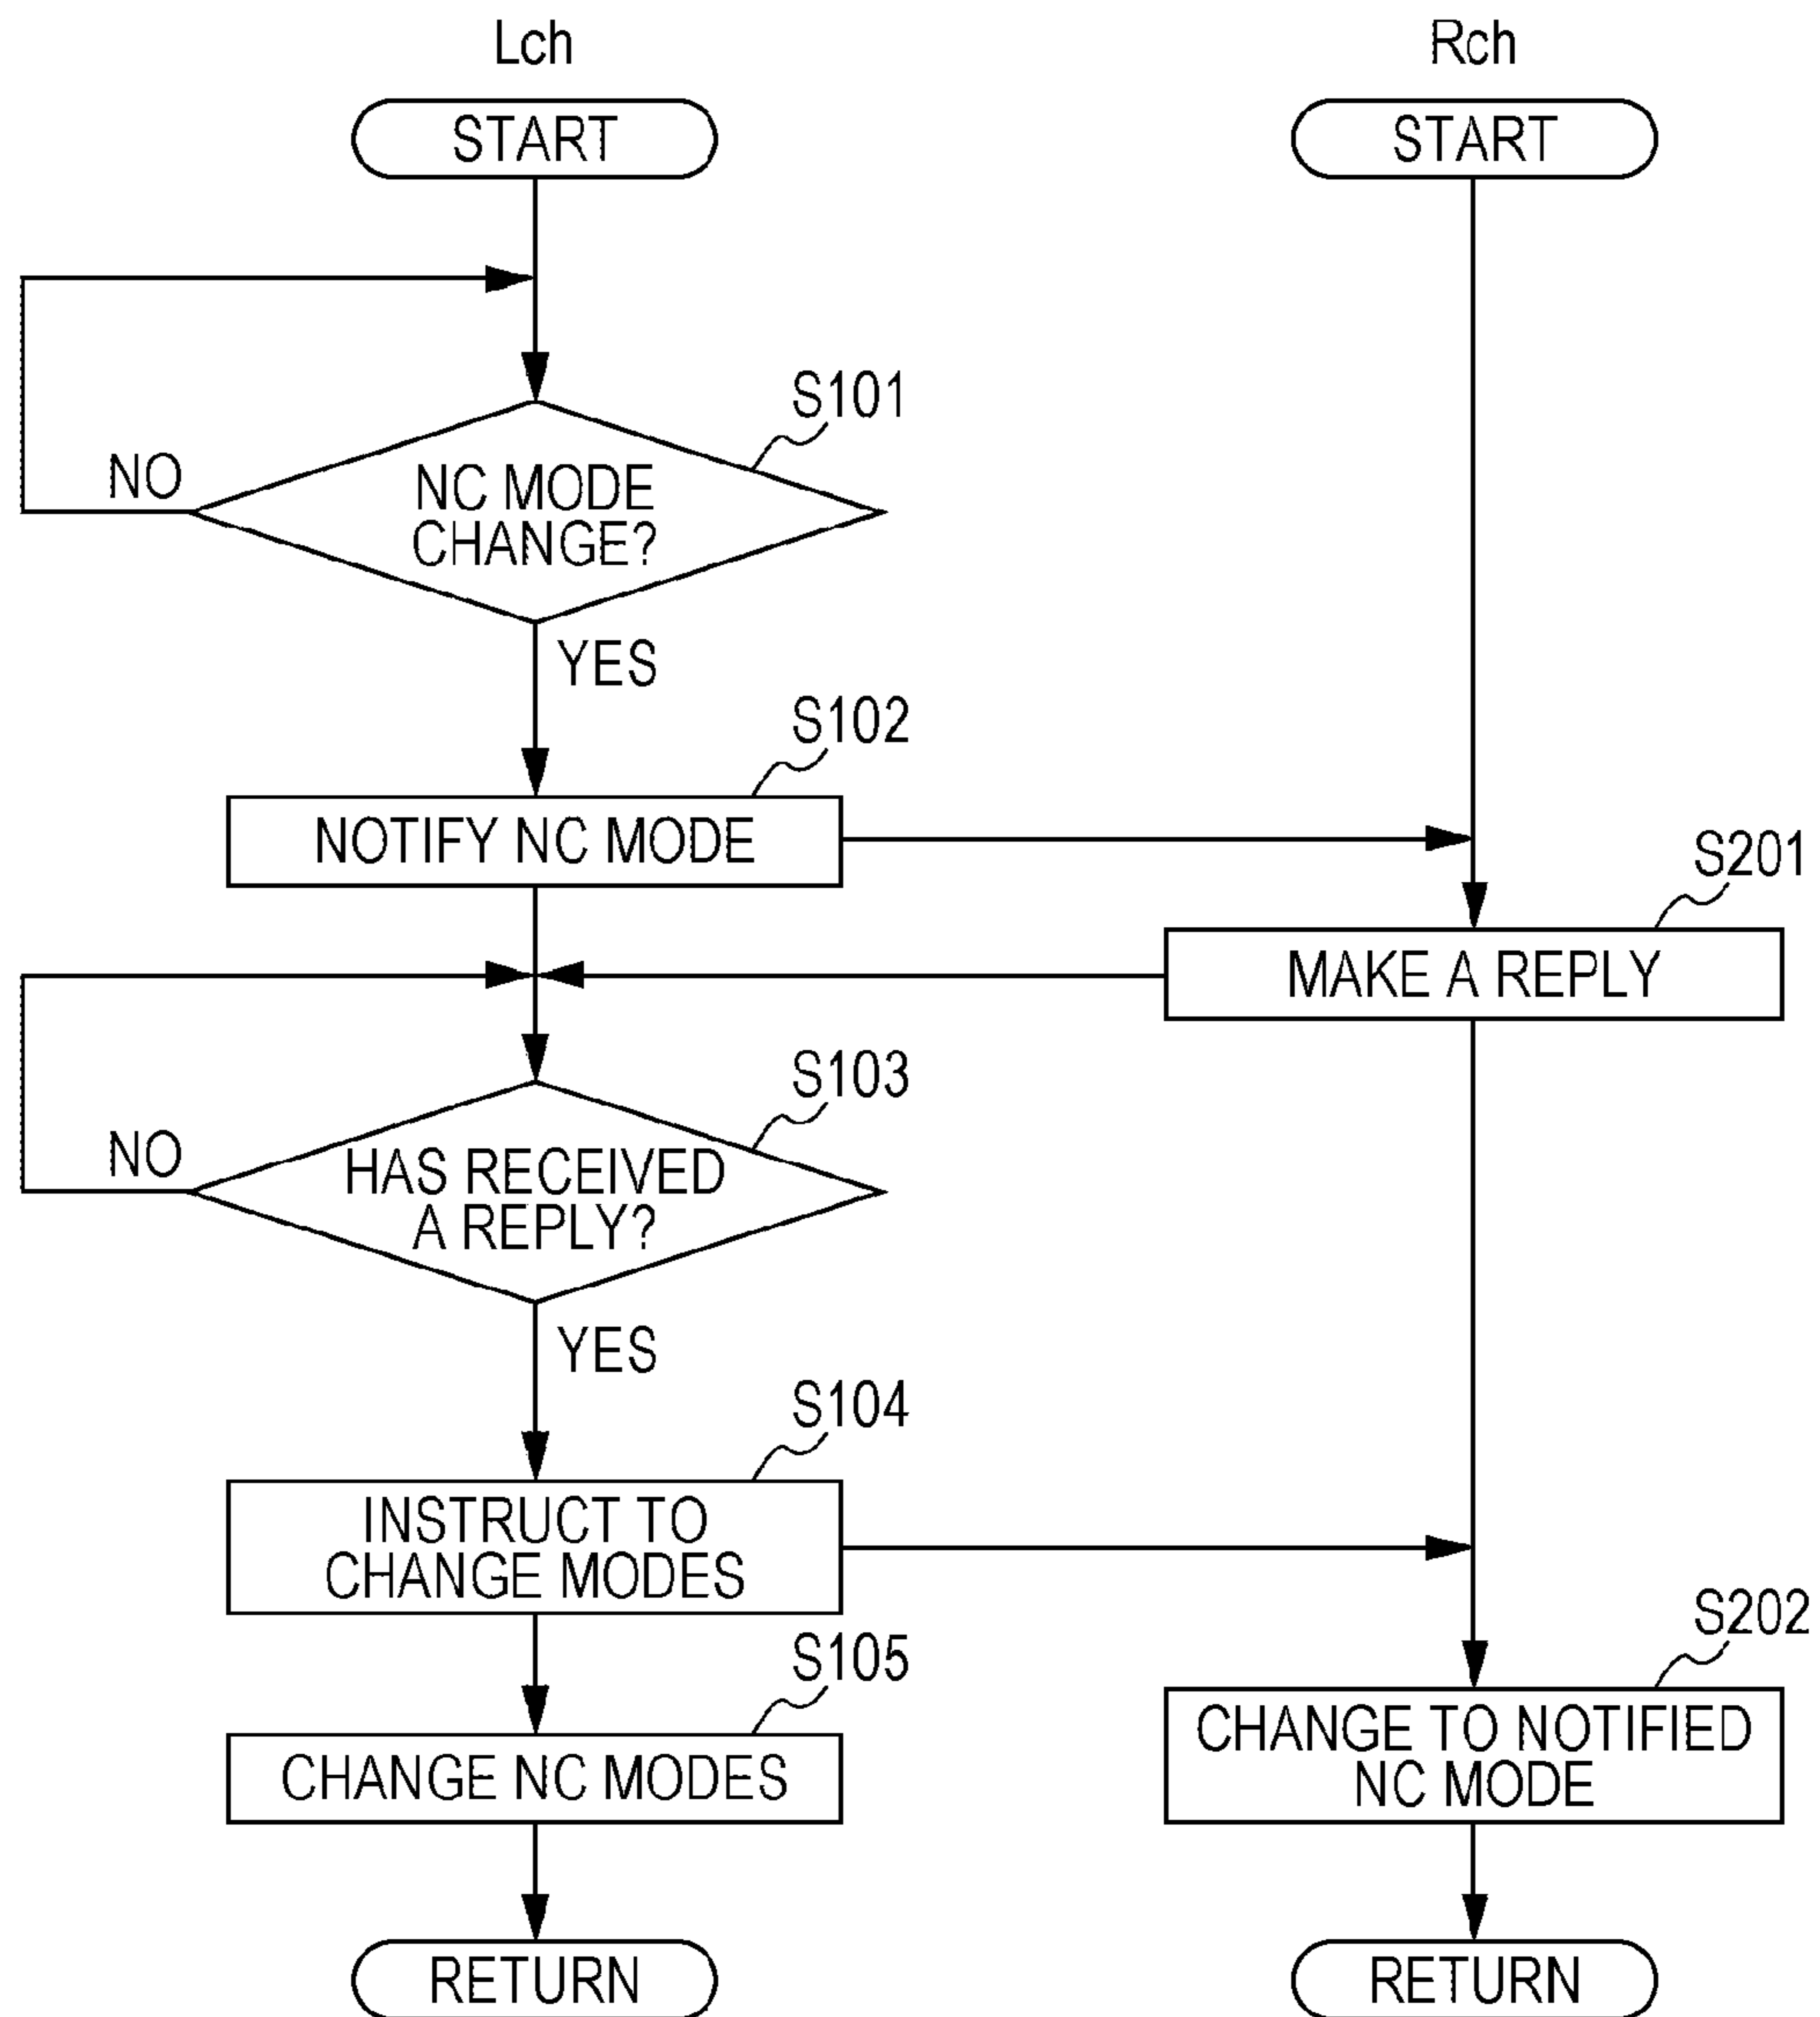 Lch
Rch
START
START
S101
NO
NC MODE
CHANGE?
YES
S102
NOTIFY NC MODE
S201
MAKE A REPLY
S103
NO
HAS RECEIVED
A REPLY?
YES
S104
INSTRUCT TO
CHANGE MODES
S202
S105
CHANGE TO NOTIFIED
NC MODE
CHANGE NC MODES
RETURN
RETURN